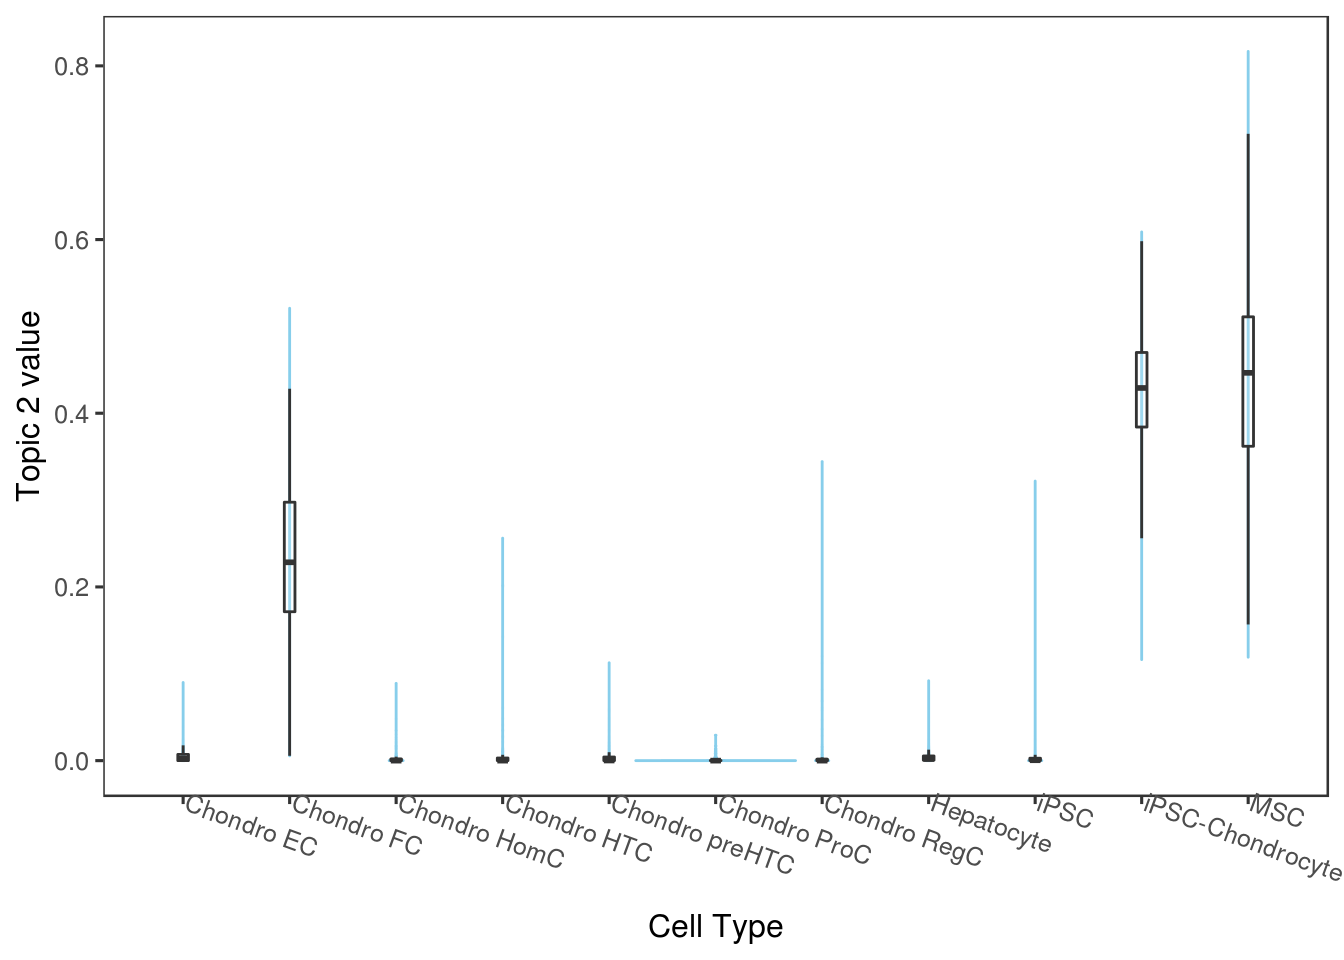 0.8
0.6
0.4
0.2
0.0
Topic 2 value
Chondro EC
Chondro FC
Chondro HomC
Chondro HTC
Chondro preHTC
Chondro ProC
Chondro RegC
Hepatocyte
iPSC
iPSC-Chondrocyte
MSC
Cell Type